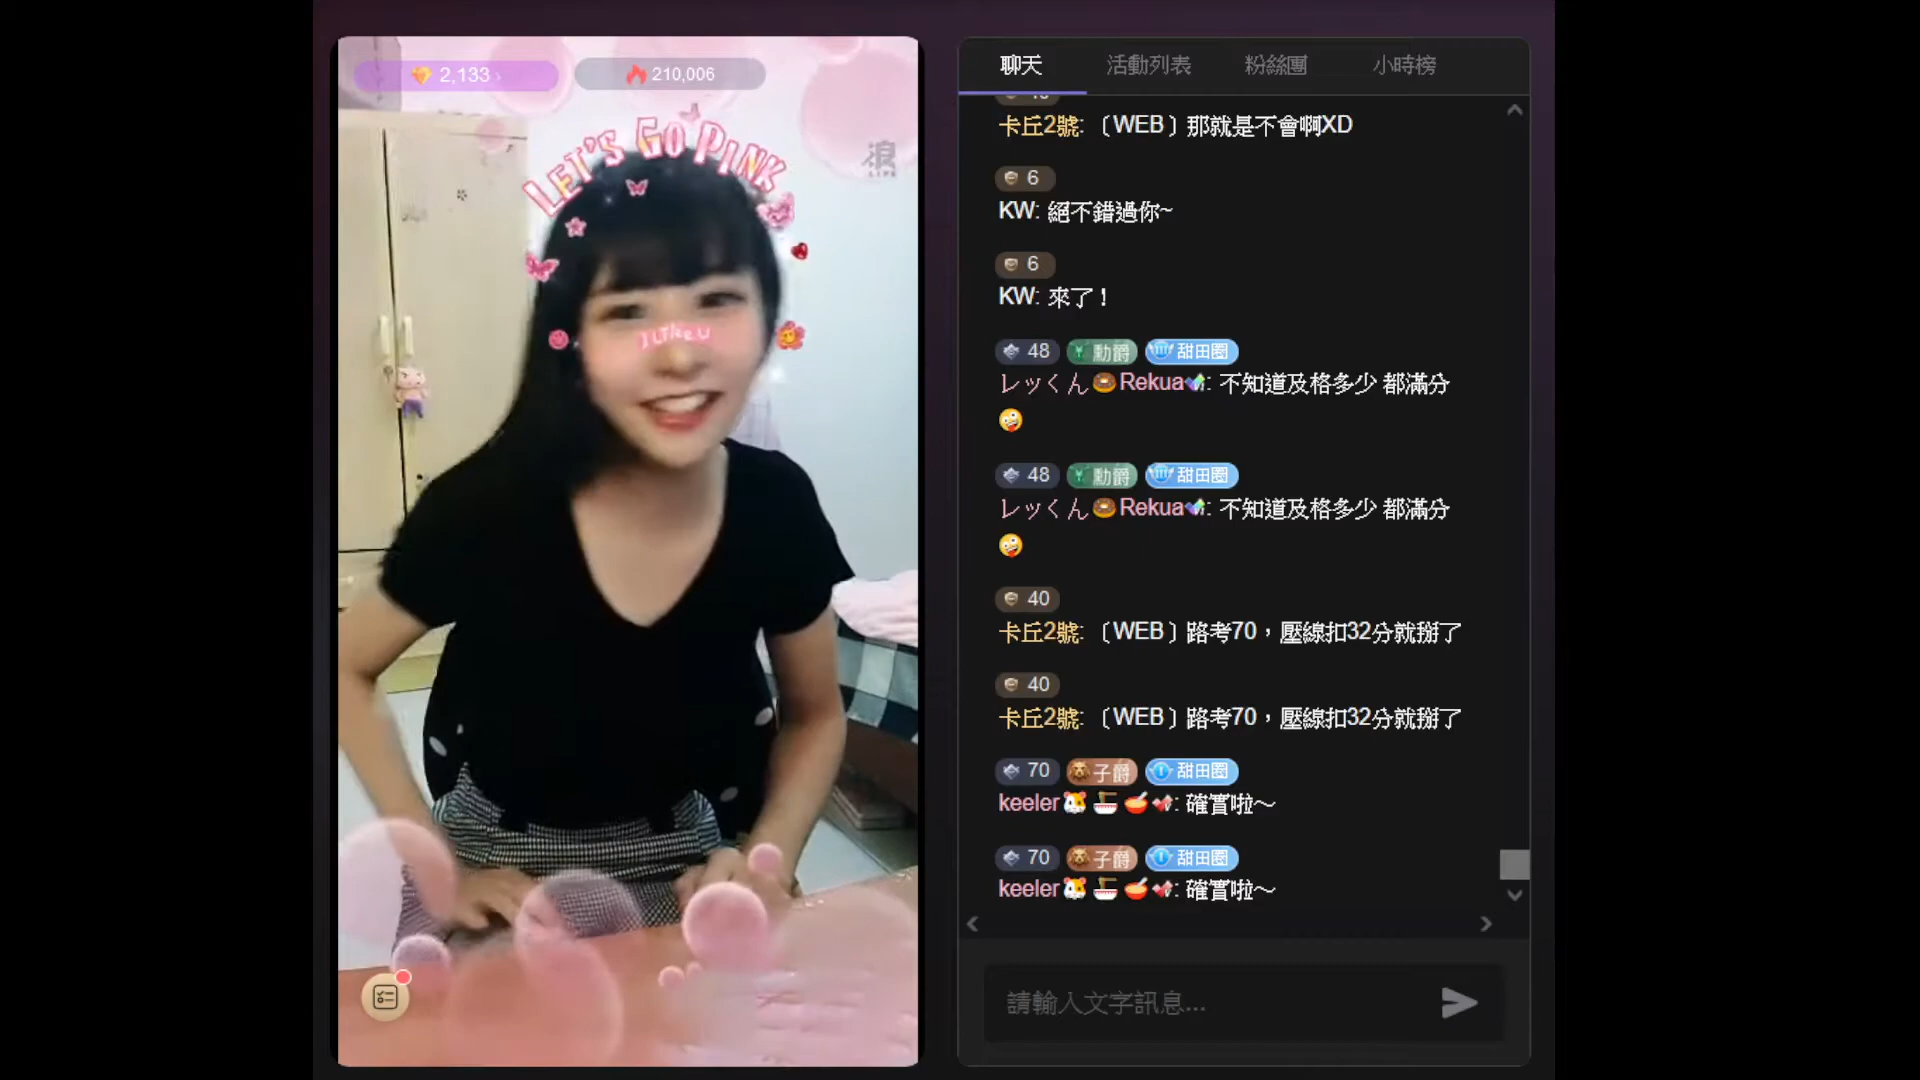 2,133
210,006
LET'S GO PINK
浪
LIVE
I Like U
聊天
活動列表
粉絲團
小時榜
卡丘2號: 〔WEB〕那就是不會啊XD
6
KW: 絕不錯過你~
6
KW: 來了！
48 勳爵 甜田圈
レッくん🍩Rekua: 不知道及格多少 都滿分
🤪
48 勳爵 甜田圈
レッくん🍩Rekua: 不知道及格多少 都滿分
🤪
40
卡丘2號: 〔WEB〕路考70，壓線扣32分就掰了
40
卡丘2號: 〔WEB〕路考70，壓線扣32分就掰了
70 子爵 甜田圈
keeler🐹🍜🥣: 確實啦～
70 子爵 甜田圈
keeler🐹🍜🥣: 確實啦～
請輸入文字訊息...